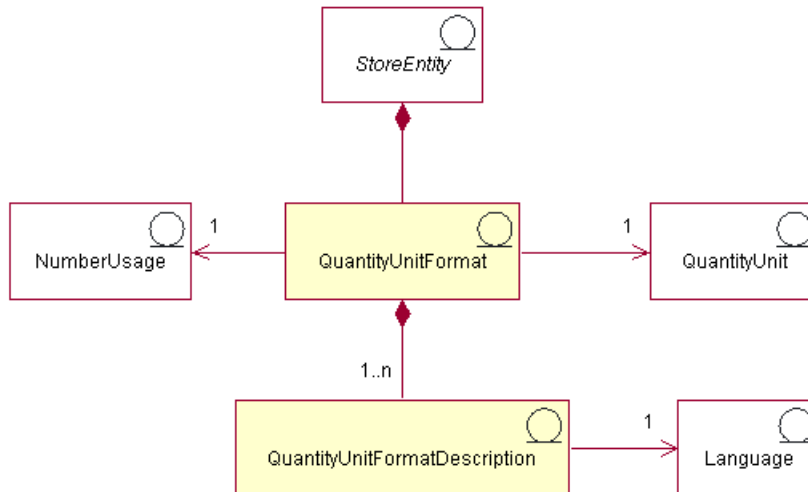 StoreEntity
1
1
NumberUsage
QuantityUnitFormat
QuantityUnit
1..n
1
QuantityUnitFormatDescription
Language